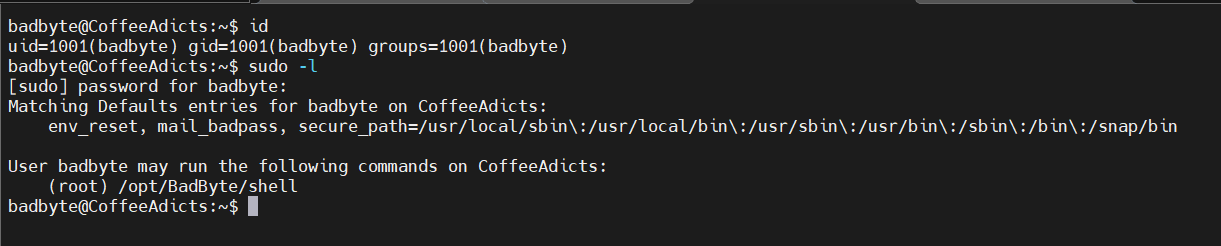 badbyte@CoffeeAdicts:~$ id
uid=1001(badbyte) gid=1001(badbyte) groups=1001(badbyte)
badbyte@CoffeeAdicts:~$ sudo -l
[sudo] password for badbyte:
Matching Defaults entries for badbyte on CoffeeAdicts:
    env_reset, mail_badpass, secure_path=/usr/local/sbin\:/usr/local/bin\:/usr/sbin\:/usr/bin\:/sbin\:/bin\:/snap/bin

User badbyte may run the following commands on CoffeeAdicts:
    (root) /opt/BadByte/shell
badbyte@CoffeeAdicts:~$